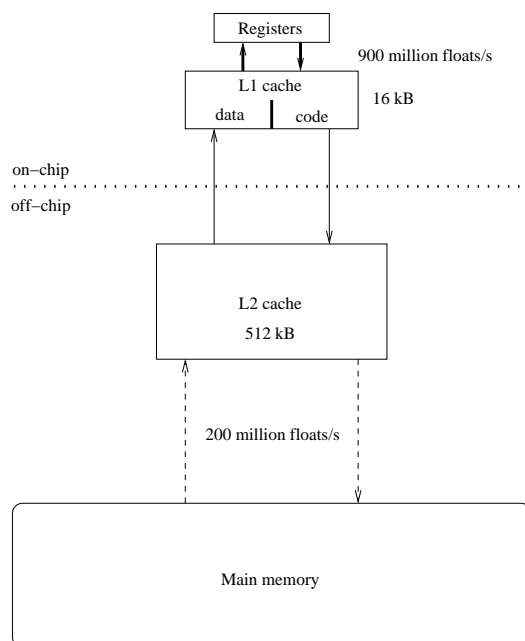 Registers
900 million floats/s
L1 cache
16 kB
data
code
on–chip
off–chip
L2 cache
512 kB
200 million floats/s
Main memory